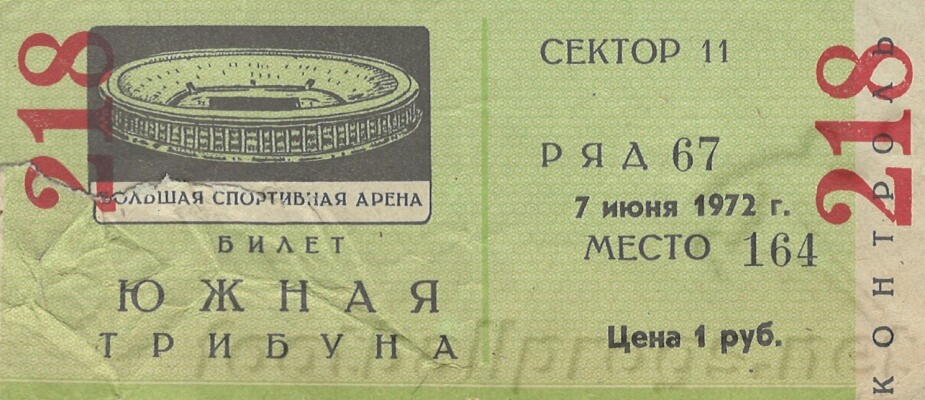 218
БОЛЬШАЯ СПОРТИВНАЯ АРЕНА
БИЛЕТ
ЮЖНАЯ
ТРИБУНА
СЕКТОР 11
РЯД 67
7 июня 1972 г.
МЕСТО 164
Цена 1 руб.
218
КОНТРОЛЬ